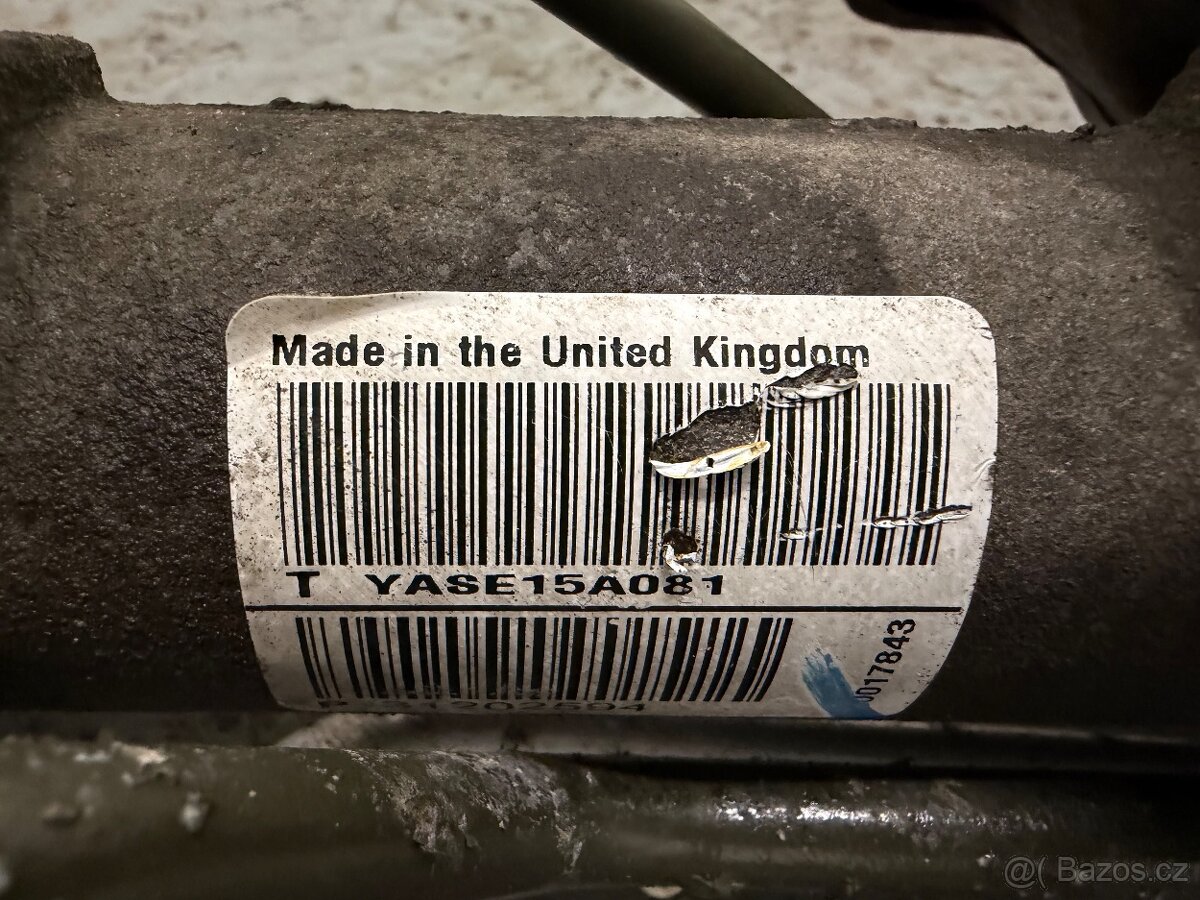 Made in the United Kingdom
T YASE15A081
0017843
@( Bazos.cz